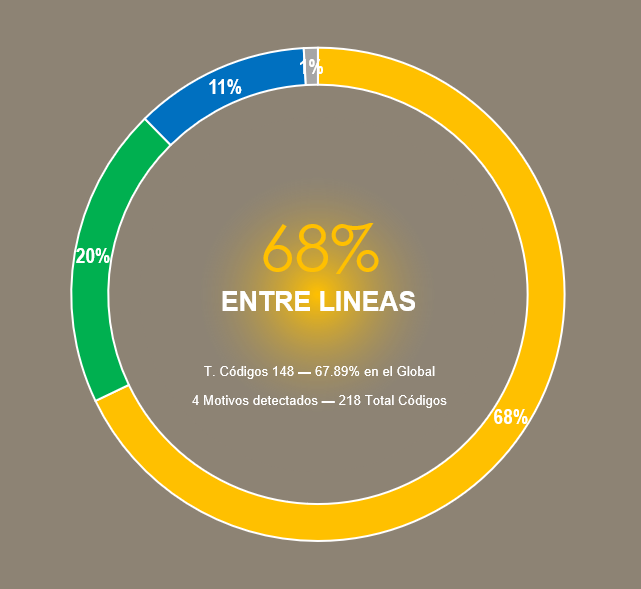 1%
11%
20%
68%
ENTRE LINEAS
T. Códigos 148 — 67.89% en el Global
4 Motivos detectados — 218 Total Códigos
68%